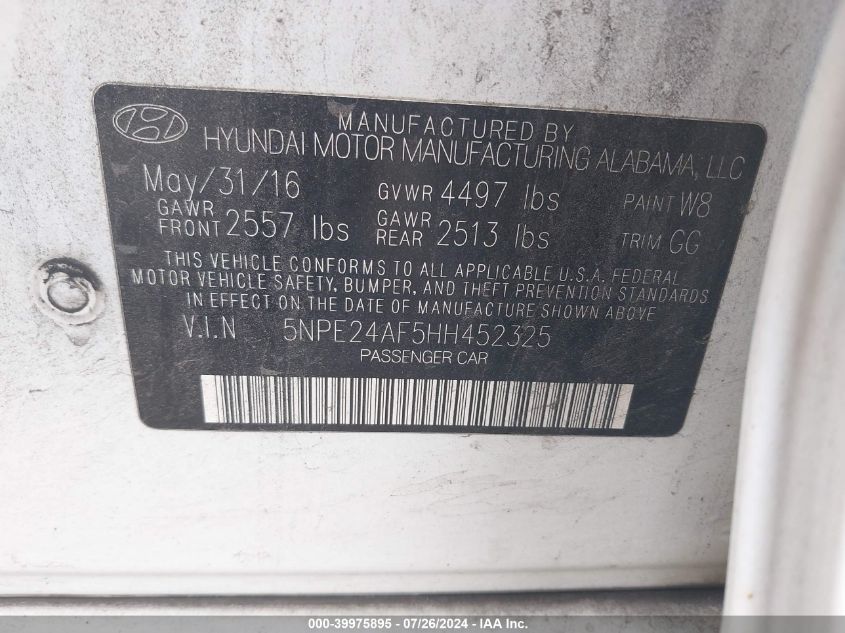 MANUFACTURED BY
HYUNDAI MOTOR MANUFACTURING ALABAMA, LLC
May/31/16 GVWR 4497 lbs PAINT W8
GAWR FRONT 2557 lbs GAWR REAR 2513 lbs TRIM GG
THIS VEHICLE CONFORMS TO ALL APPLICABLE U.S.A. FEDERAL
MOTOR VEHICLE SAFETY, BUMPER, AND THEFT PREVENTION STANDARDS
IN EFFECT ON THE DATE OF MANUFACTURE SHOWN ABOVE
V.I.N 5NPE24AF5HH452325
PASSENGER CAR
000-39975895 - 07/26/2024 - IAA Inc.